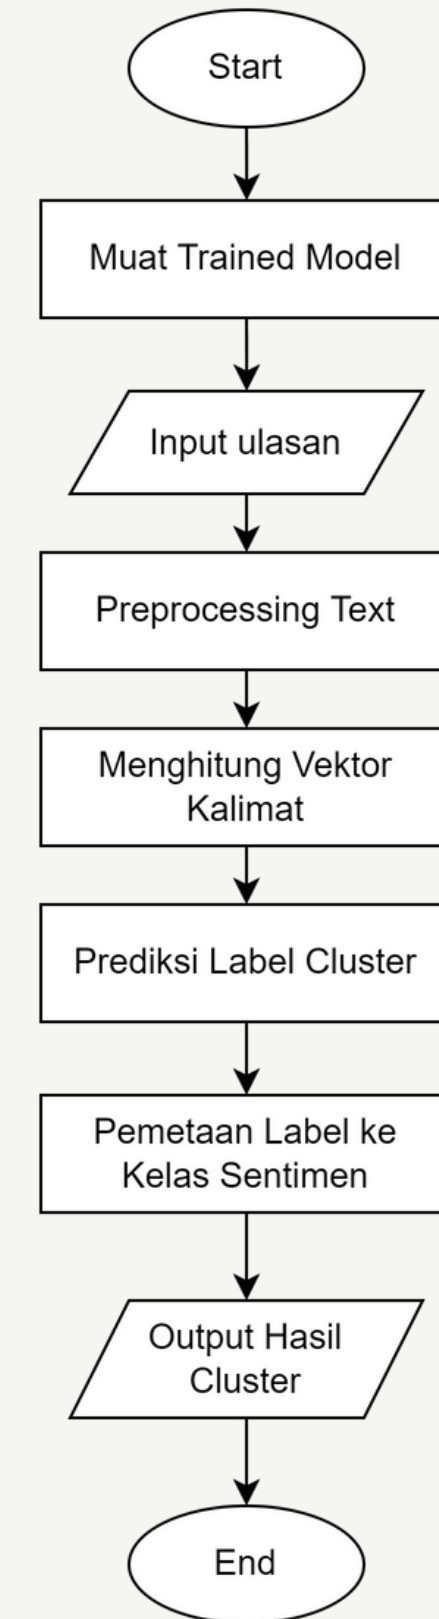 Start
Muat Trained Model
Input ulasan
Preprocessing Text
Menghitung Vektor
Kalimat
Prediksi Label Cluster
Pemetaan Label ke
Kelas Sentimen
Output Hasil
Cluster
End